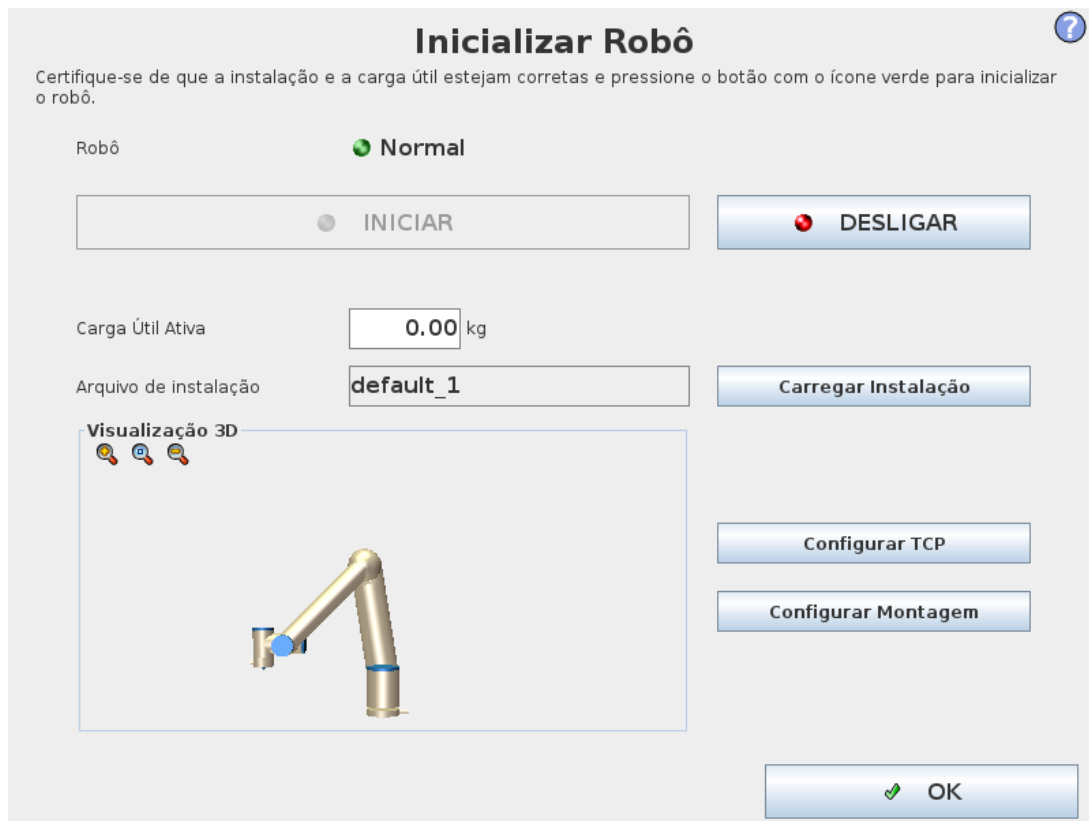 Inicializar Robô
?
Certifique-se de que a instalação e a carga útil estejam corretas e pressione o botão com o ícone verde para inicializar
o robô.
Robô Normal
INICIAR DESLIGAR
Carga Útil Ativa 0.00 kg
Arquivo de instalação default_1 Carregar Instalação
Visualização 3D
Configurar TCP
Configurar Montagem
OK